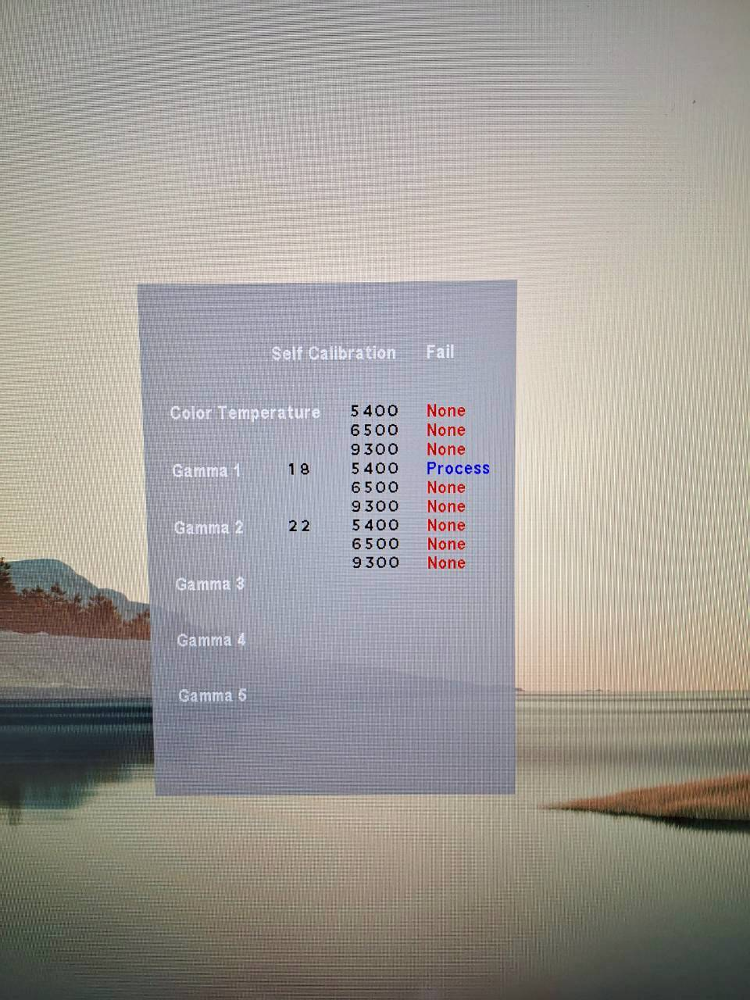 Self Calibration Fail
Color Temperature 5400 None
6500 None
9300 None
Gamma 1 18 5400 Process
6500 None
9300 None
Gamma 2 22 5400 None
6500 None
9300 None
Gamma 3
Gamma 4
Gamma 5